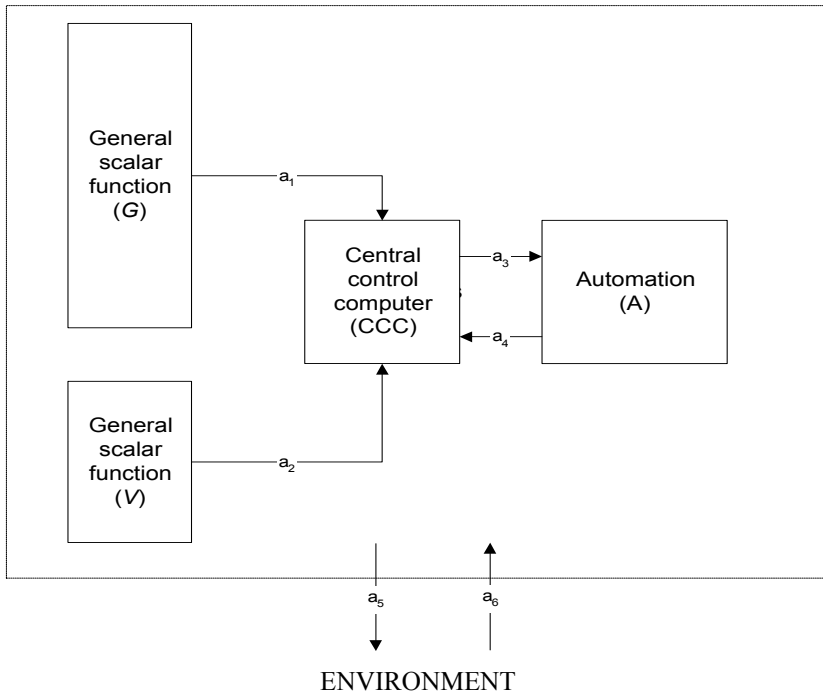 General
scalar
function
(G)
a1
Central
control
computer
(CCC)
a3
a4
Automation
(A)
General
scalar
function
(V)
a2
a5
a6
ENVIRONMENT